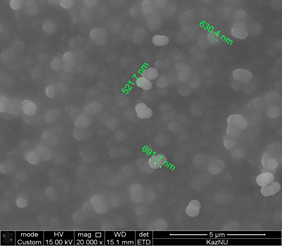 630.4 nm
521.7 nm
mode HV mag WD det 5 µm
Custom 15.00 kV 20 000 x 15.1 mm ETD KazNU